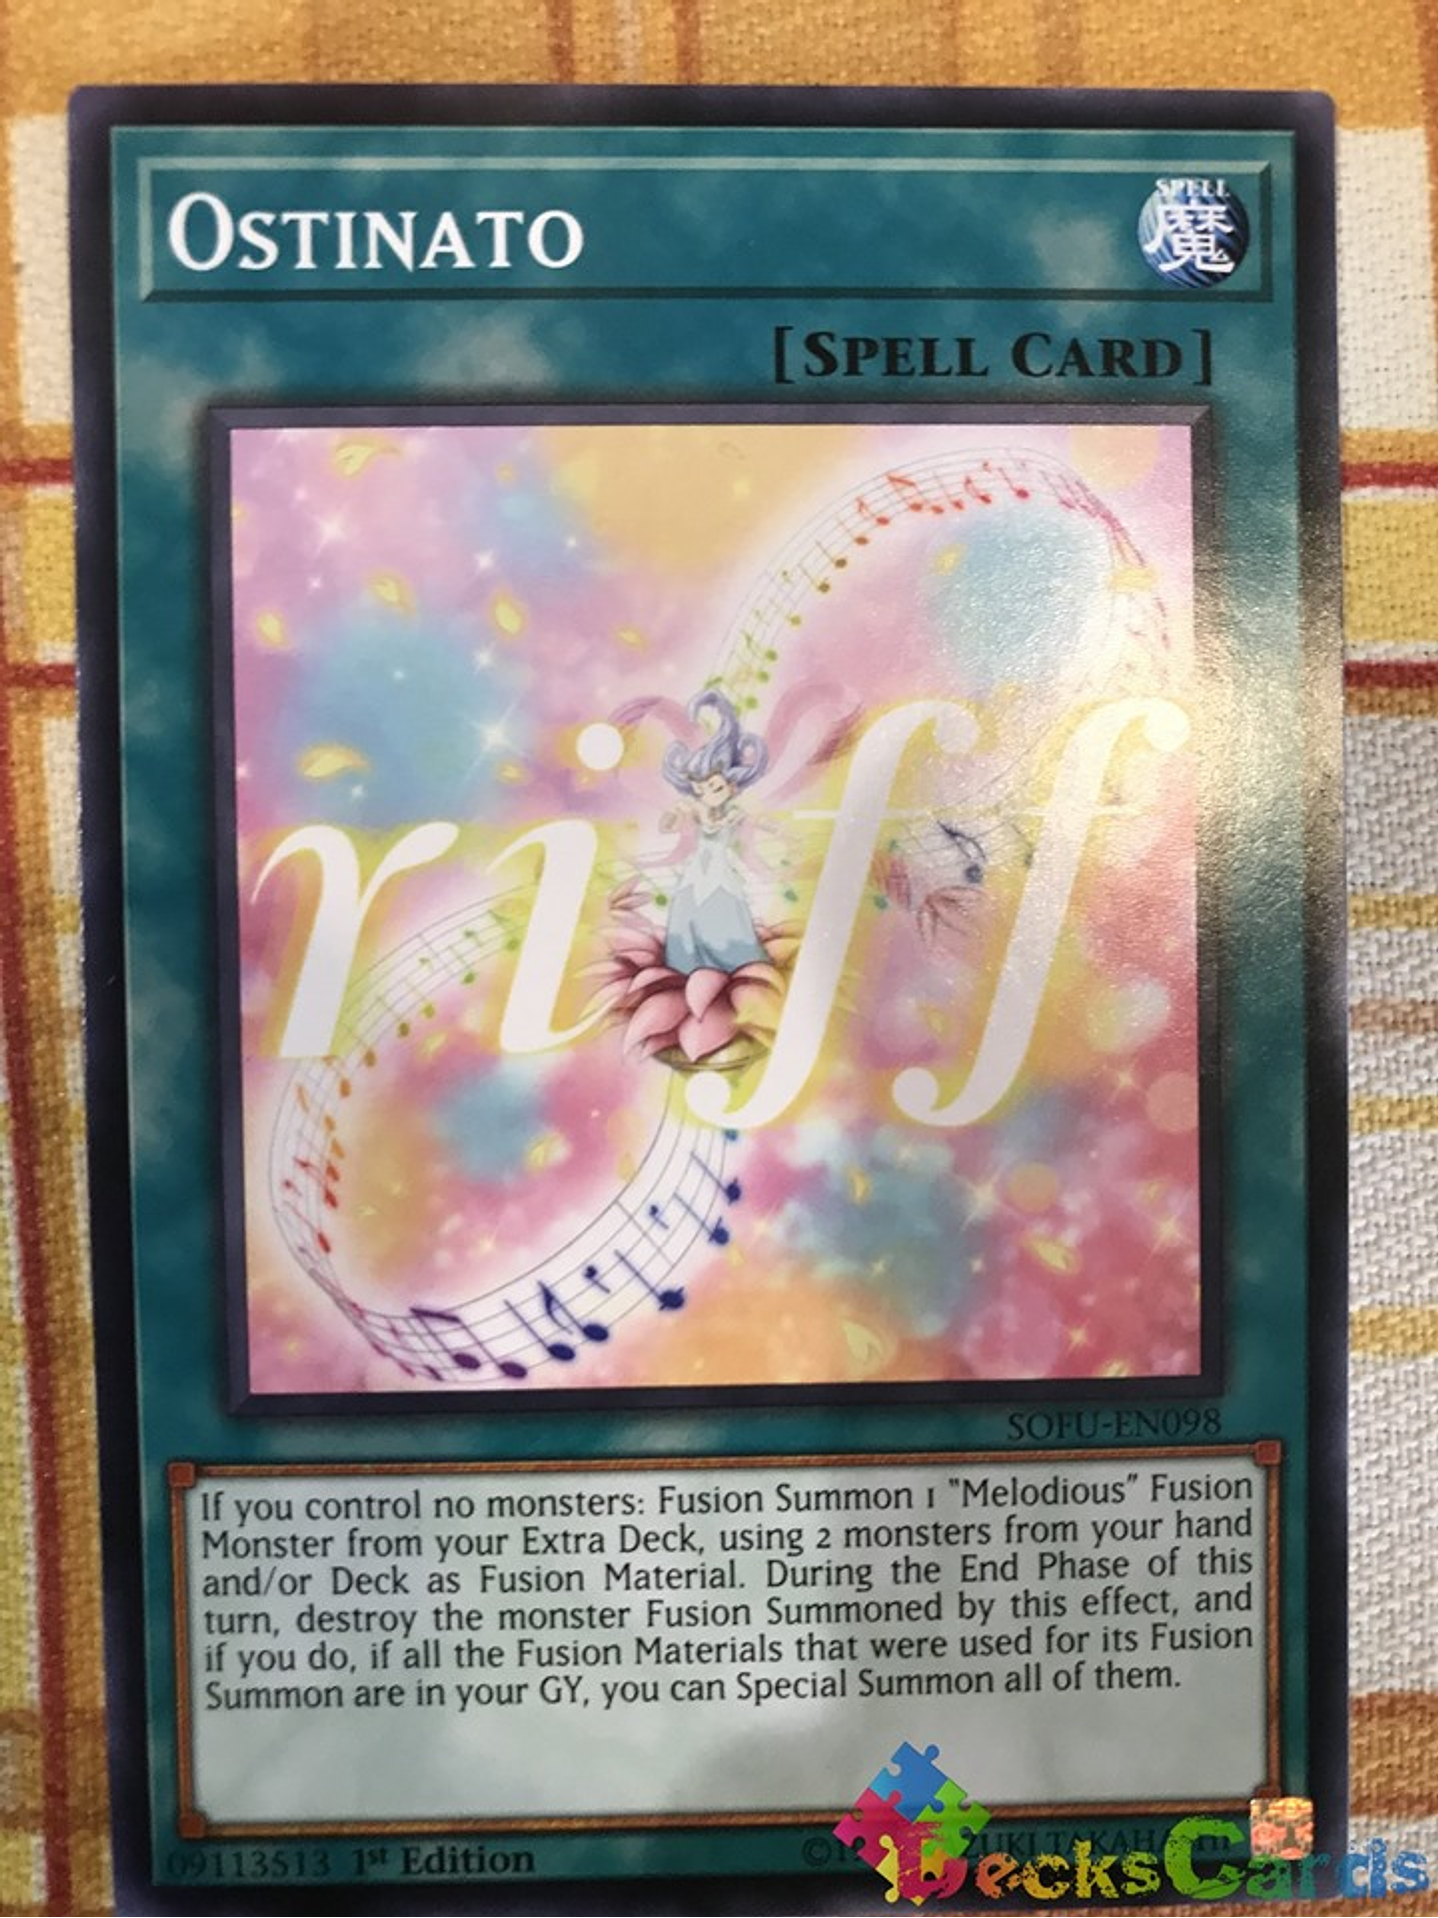 OSTINATO
SPELL
魔
[SPELL CARD]
riff
SOFU-EN098
If you control no monsters: Fusion Summon 1 "Melodious" Fusion
Monster from your Extra Deck, using 2 monsters from your hand
and/or Deck as Fusion Material. During the End Phase of this
turn, destroy the monster Fusion Summoned by this effect, and
if you do, if all the Fusion Materials that were used for its Fusion
Summon are in your GY, you can Special Summon all of them.
09113513 1st Edition
DecksCards